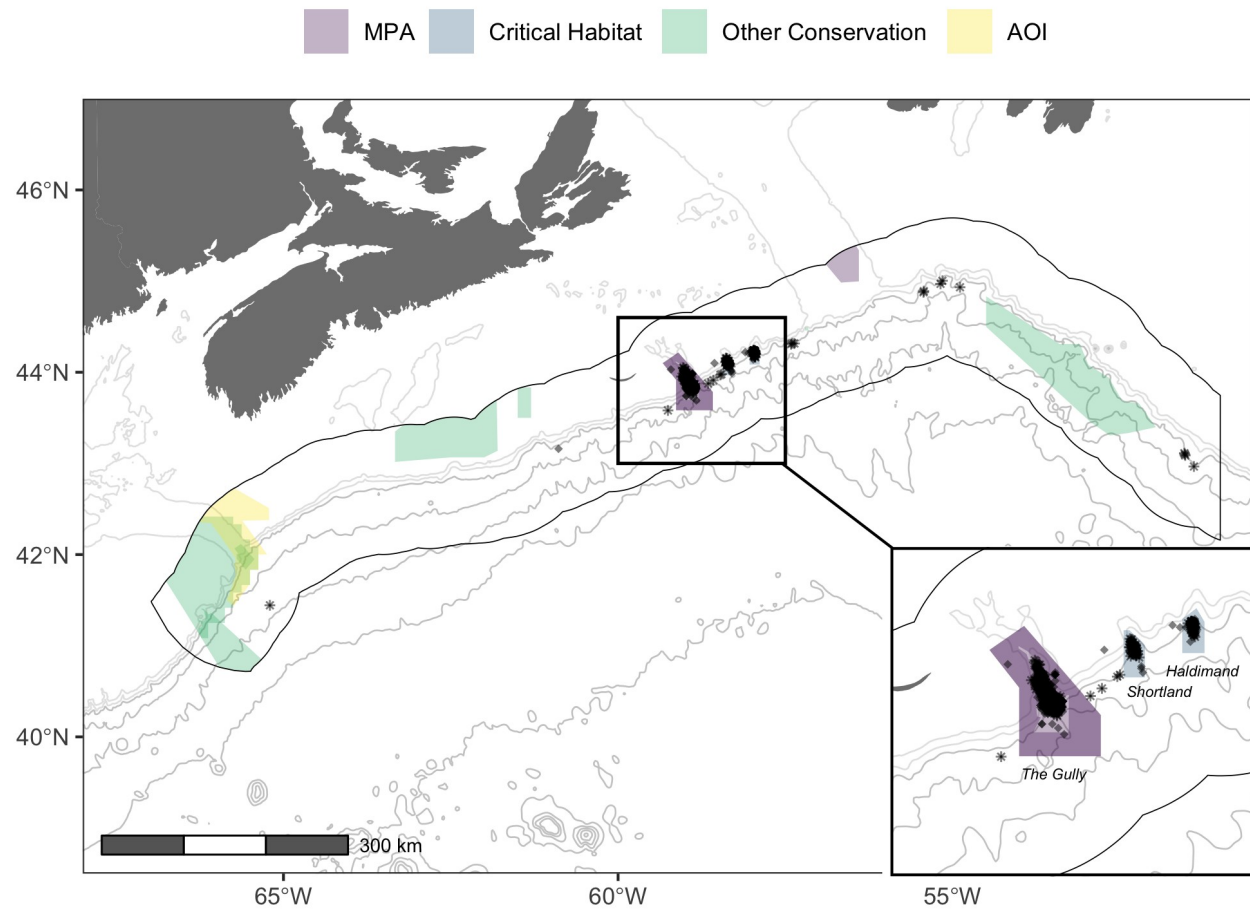 MPA Critical Habitat Other Conservation AOI
46°N
44°N
42°N
40°N
Haldimand
Shortland
The Gully
300 km
65°W 60°W 55°W